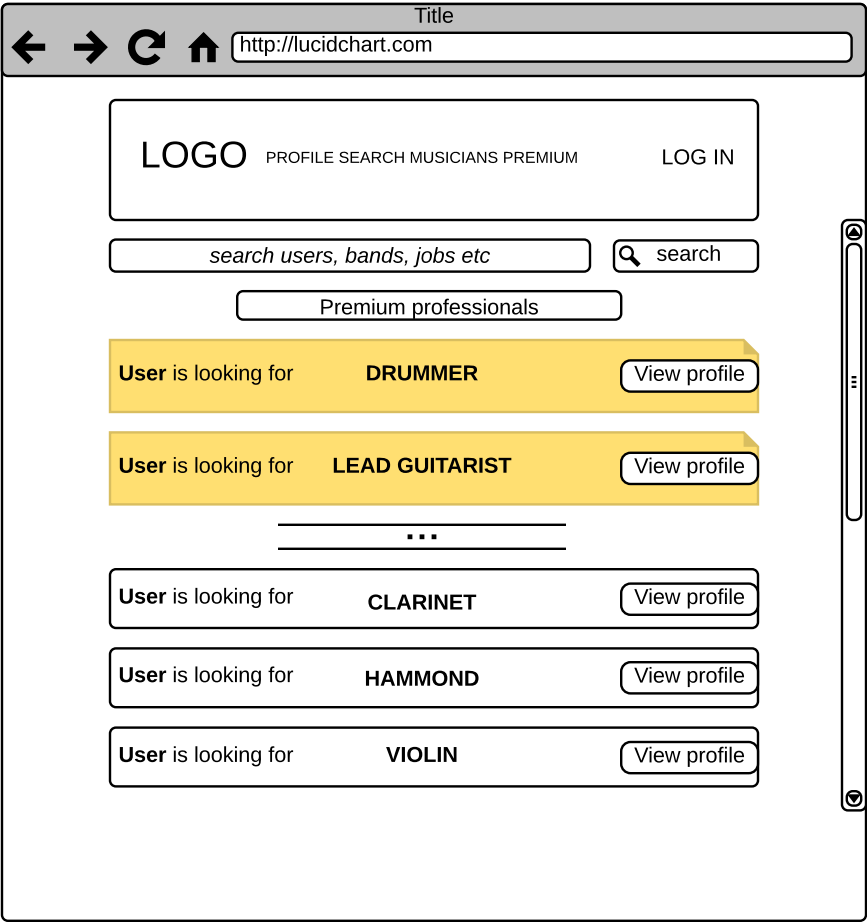 Title
http://lucidchart.com
LOGO PROFILE SEARCH MUSICIANS PREMIUM LOG IN
search users, bands, jobs etc search
Premium professionals
User is looking for DRUMMER View profile
User is looking for LEAD GUITARIST View profile
...
User is looking for CLARINET View profile
User is looking for HAMMOND View profile
User is looking for VIOLIN View profile